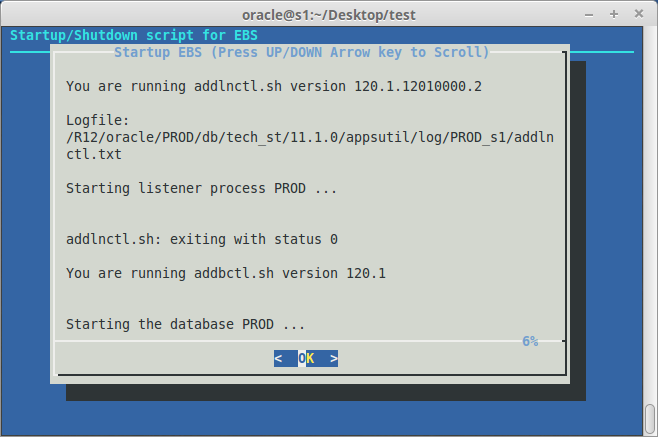 oracle@s1:~/Desktop/test
Startup/Shutdown script for EBS
Startup EBS (Press UP/DOWN Arrow key to Scroll)
You are running addlnctl.sh version 120.1.12010000.2
Logfile:
/R12/oracle/PROD/db/tech_st/11.1.0/appsutil/log/PROD_s1/addln
ctl.txt
Starting listener process PROD ...
addlnctl.sh: exiting with status 0
You are running addbctl.sh version 120.1
Starting the database PROD ...
6%
< OK >